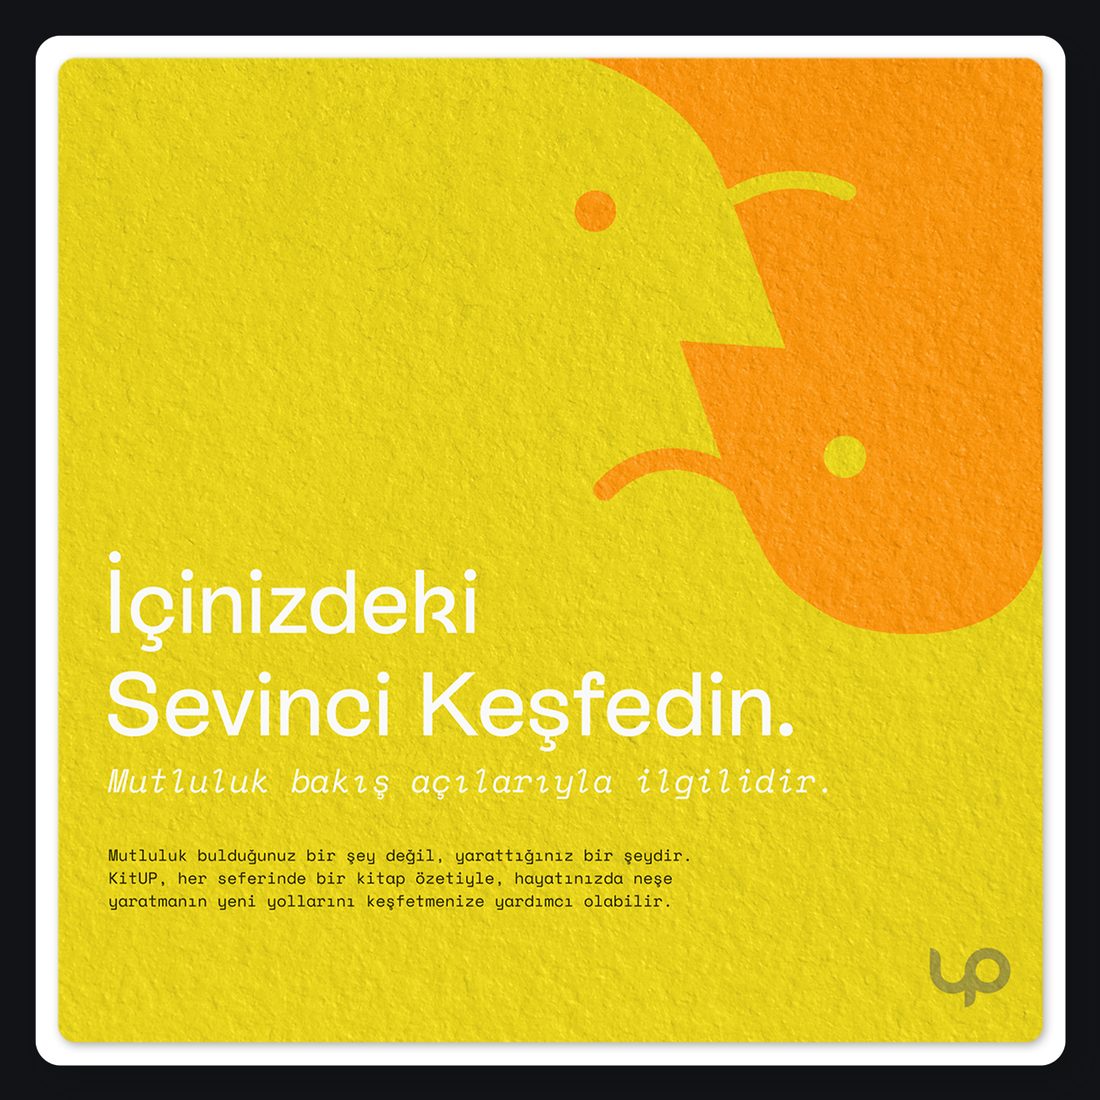 İçinizdeki
Sevinci Keşfedin.
Mutluluk bakış açılarıyla ilgilidir.
Mutluluk bulduğunuz bir şey değil, yarattığınız bir şeydir.
KitUP, her seferinde bir kitap özetiyle, hayatınızda neşe
yaratmanın yeni yollarını keşfetmenize yardımcı olabilir.
up